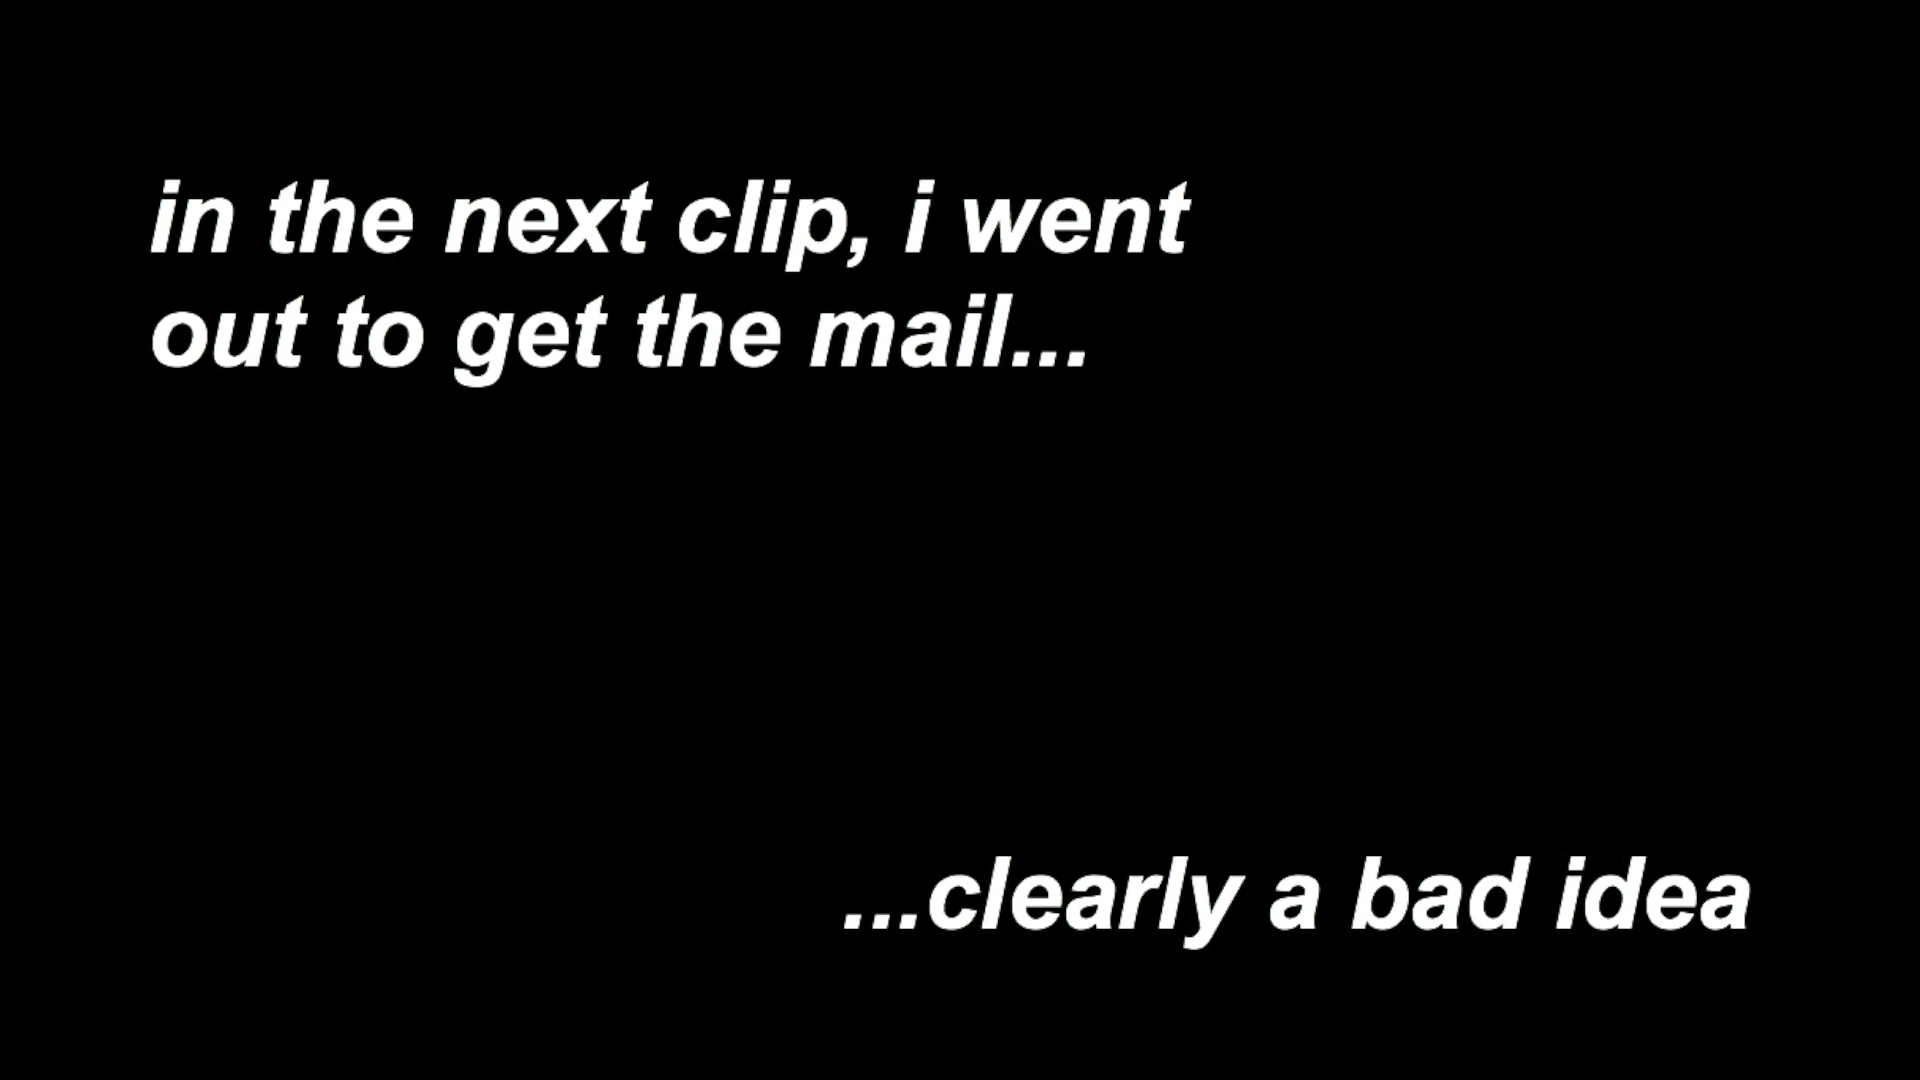 in the next clip, i went
out to get the mail...
...clearly a bad idea